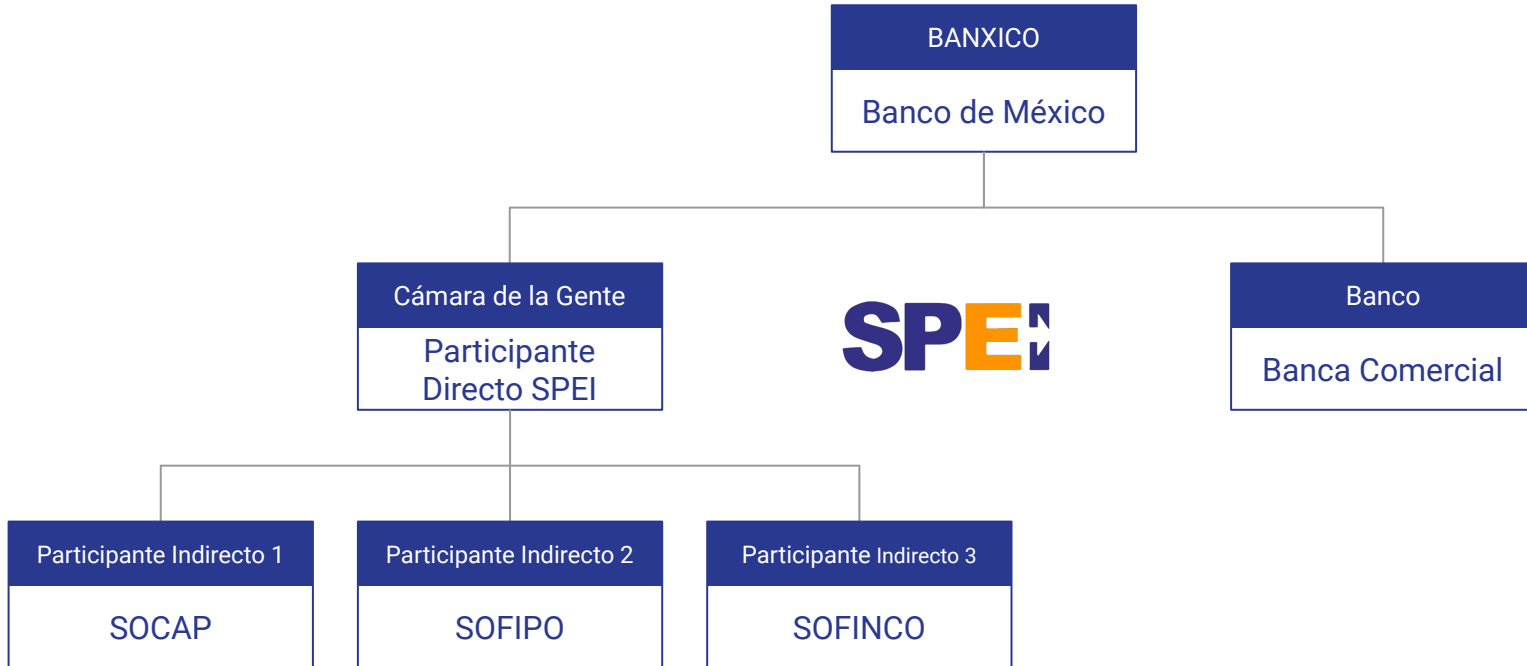 BANXICO
Banco de México
Cámara de la Gente
Participante
Directo SPEI
SPEI
Banco
Banca Comercial
Participante Indirecto 1
SOCAP
Participante Indirecto 2
SOFIPO
Participante Indirecto 3
SOFINCO